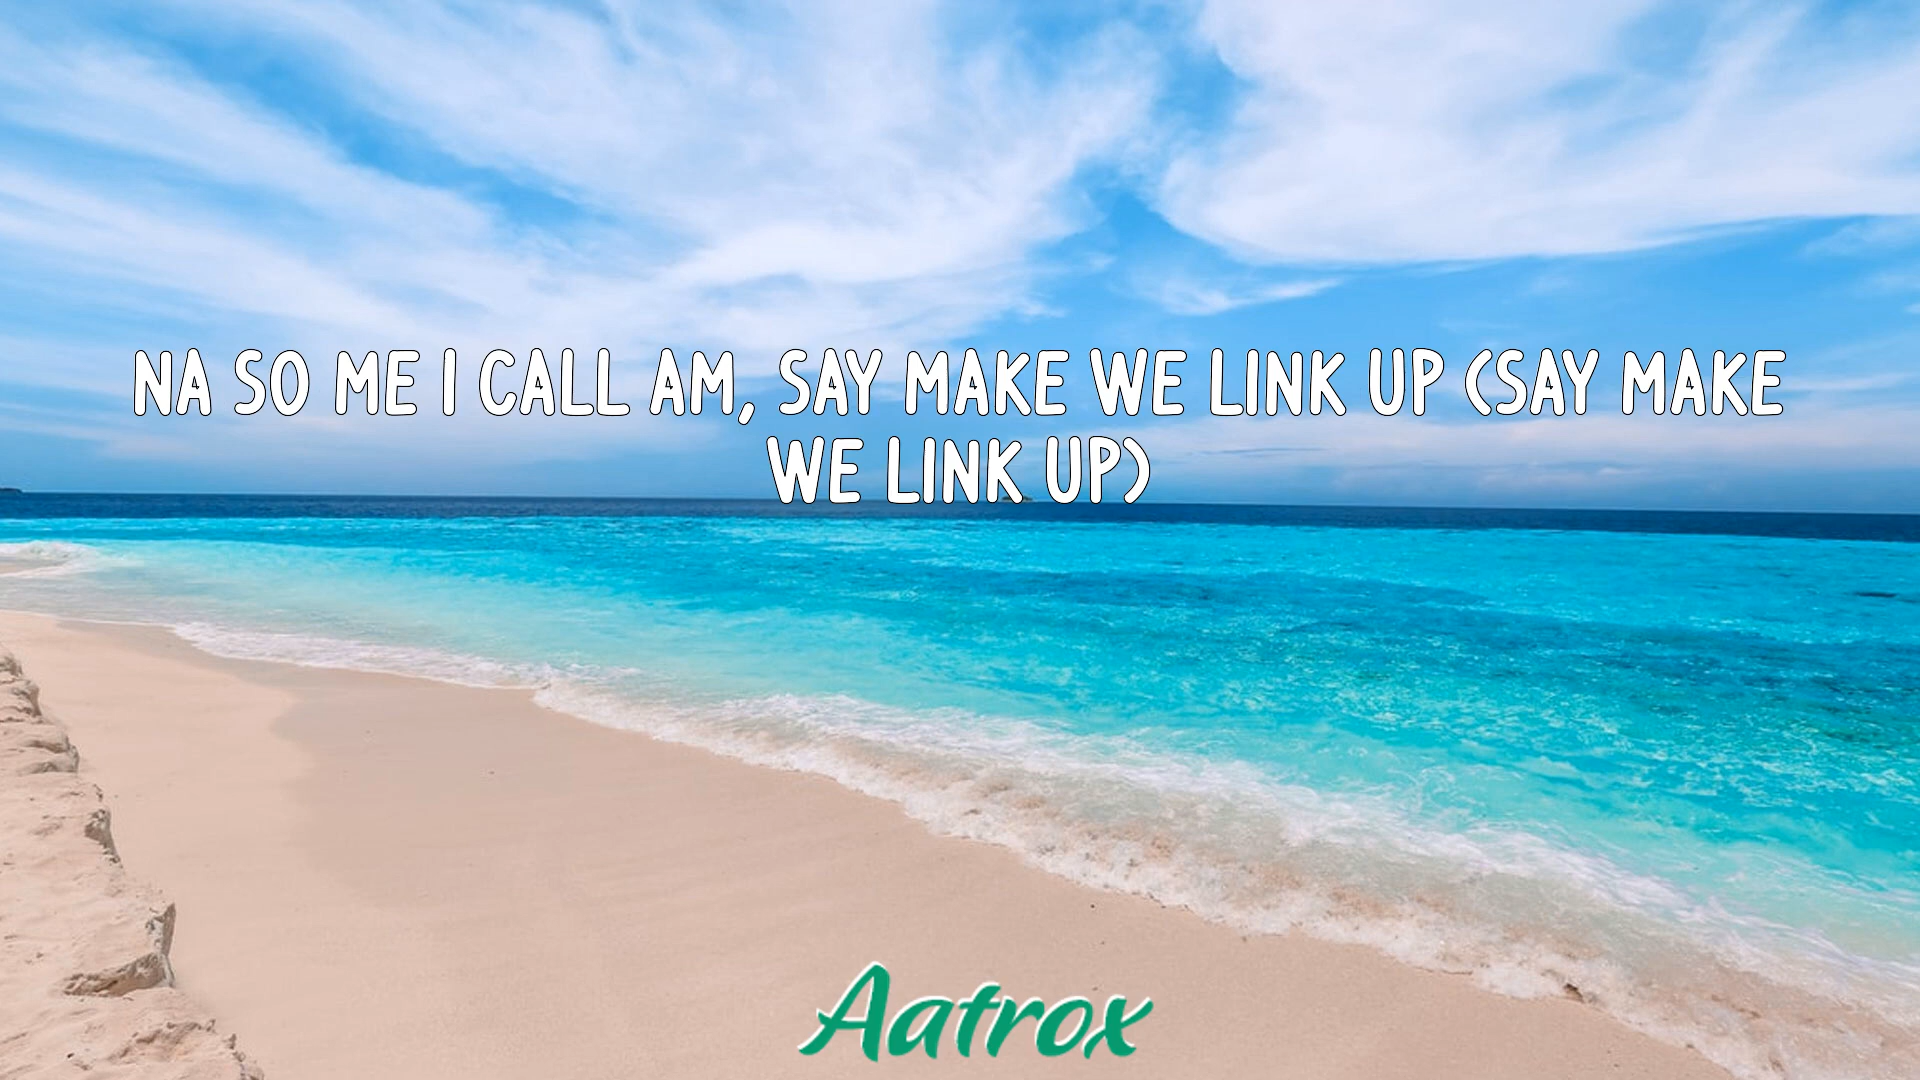 NA SO ME I CALL AM, SAY MAKE WE LINK UP (SAY MAKE
WE LINK UP)
Aatrox